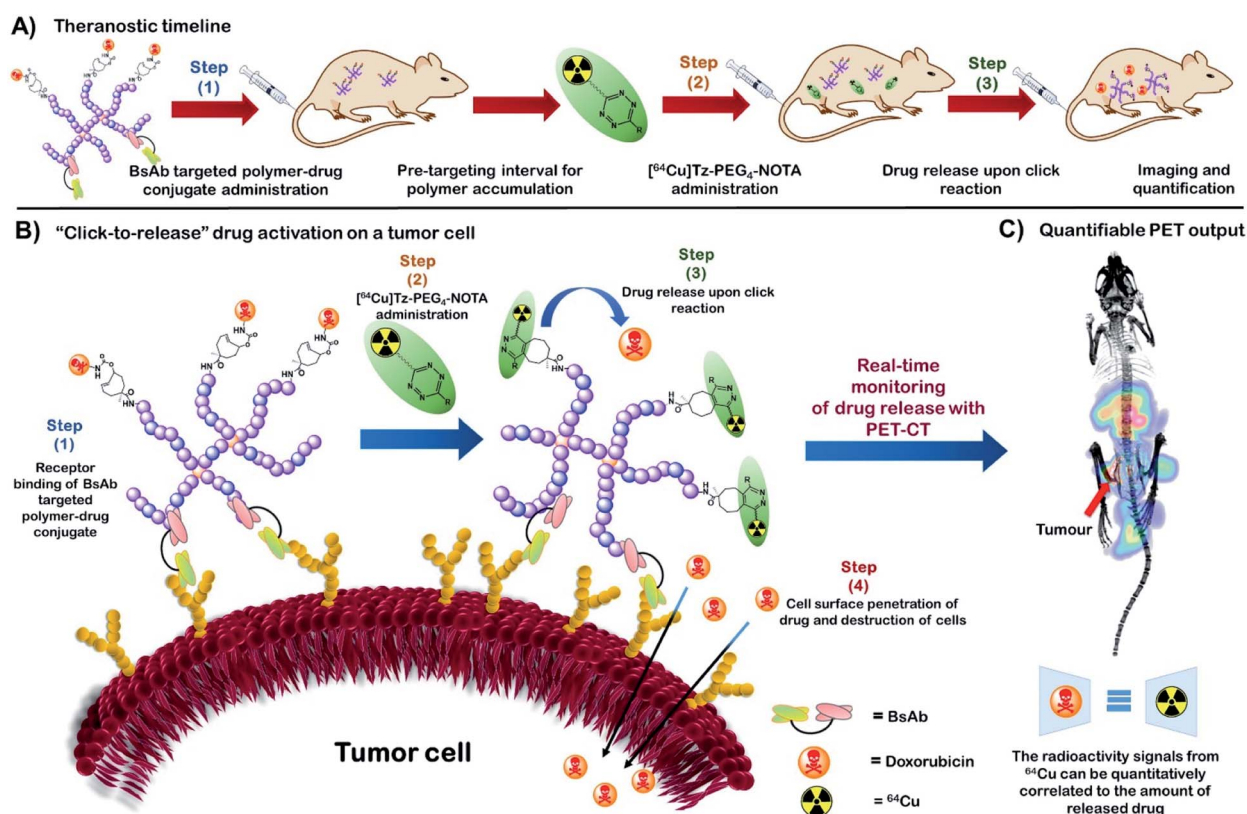 A) Theranostic timeline
Step
(1)
Step
(2)
Step
(3)
HN
HN
HN
N
N
N
N
R
BsAb targeted polymer-drug
conjugate administration
Pre-targeting interval for
polymer accumulation
[⁶⁴Cu]Tz-PEG₄-NOTA
administration
Drug release upon click
reaction
Imaging and
quantification
B) “Click-to-release” drug activation on a tumor cell
Step
(1)
Receptor
binding of BsAb
targeted
polymer-drug
conjugate
Step
(2)
[⁶⁴Cu]Tz-PEG₄-NOTA
administration
Step
(3)
Drug release upon click
reaction
Real-time
monitoring
of drug release with
PET-CT
Step
(4)
Cell surface penetration of
drug and destruction of cells
Tumor cell
= BsAb
= Doxorubicin
= ⁶⁴Cu
C) Quantifiable PET output
Tumour
The radioactivity signals from
⁶⁴Cu can be quantitatively
correlated to the amount of
released drug